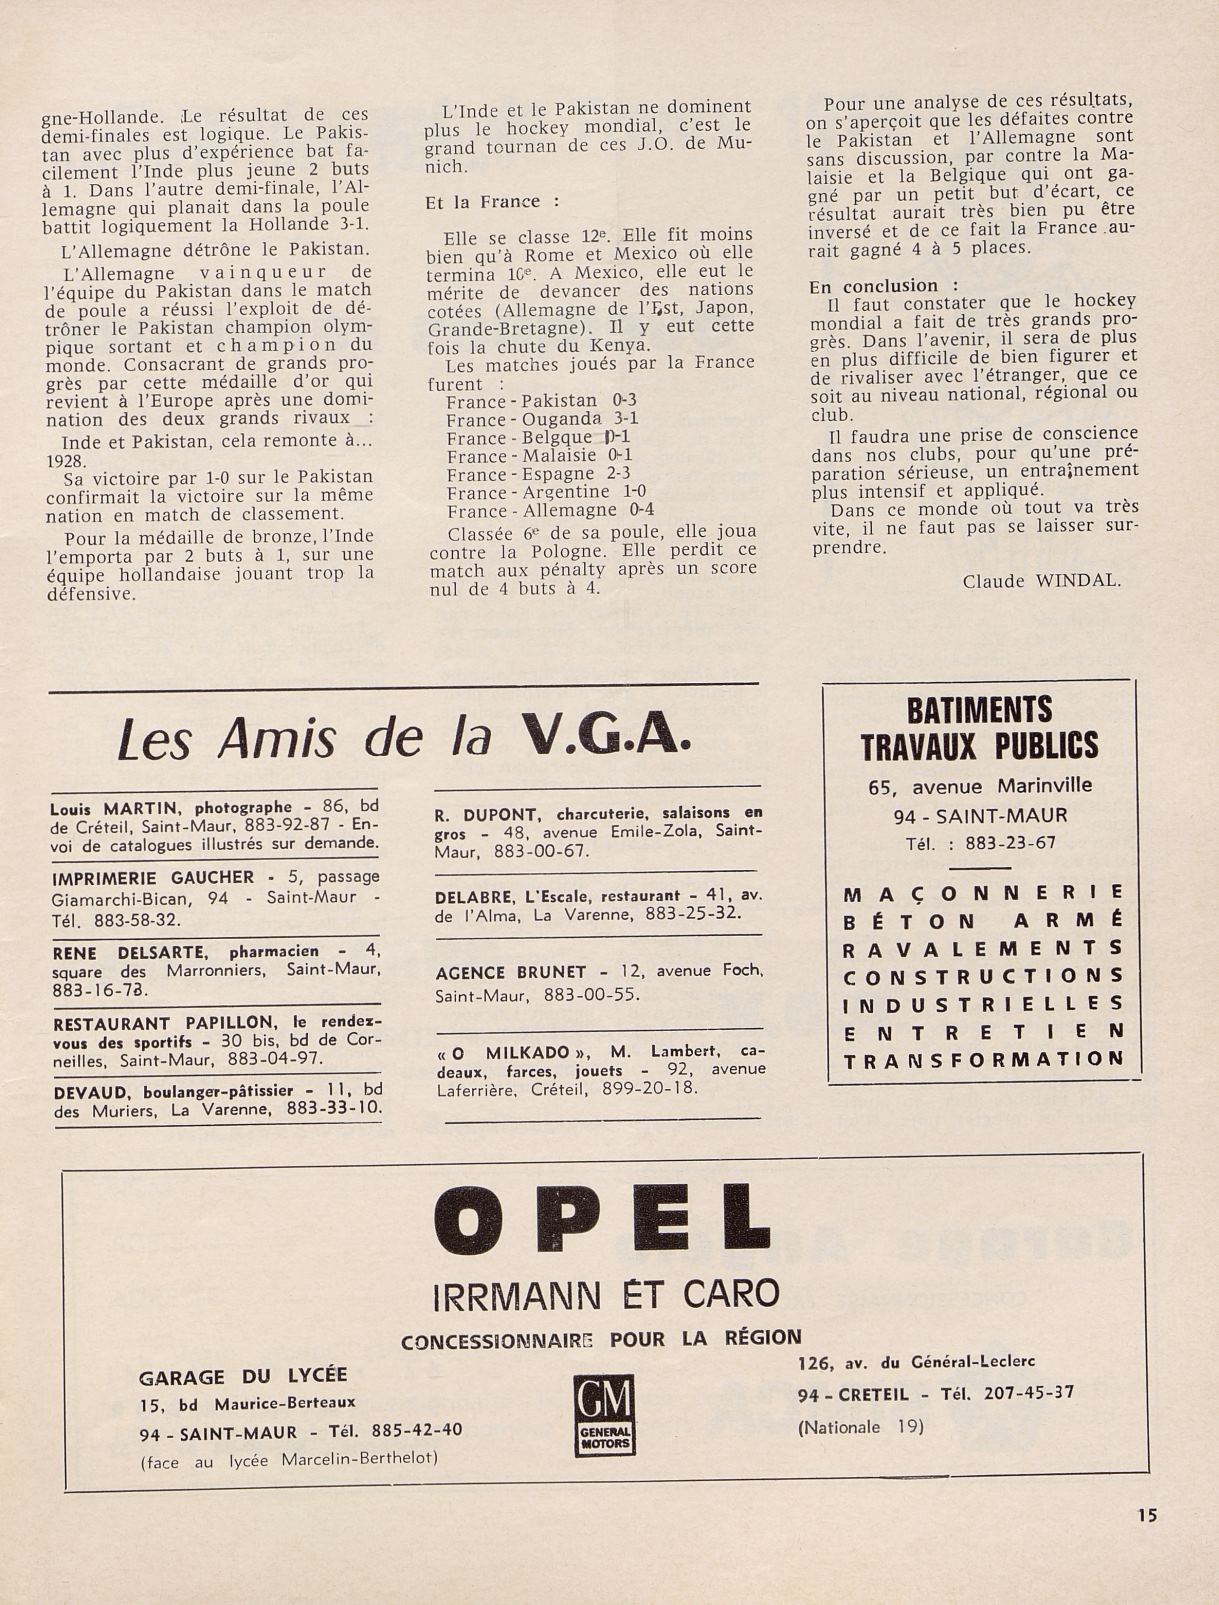 gne-Hollande. Le résultat de ces
demi-finales est logique. Le Pakis-
tan avec plus d'expérience bat fa-
cilement l'Inde plus jeune 2 buts
à 1. Dans l'autre demi-finale, l'Al-
lemagne qui planait dans la poule
battit logiquement la Hollande 3-1.
L'Allemagne détrône le Pakistan.
L'Allemagne vainqueur de
l'équipe du Pakistan dans le match
de poule a réussi l'exploit de dé-
trôner le Pakistan champion olym-
pique sortant et champion du
monde. Consacrant de grands pro-
grès par cette médaille d'or qui
revient à l'Europe après une domi-
nation des deux grands rivaux :
Inde et Pakistan, cela remonte à...
1928.
Sa victoire par 1-0 sur le Pakistan
confirmait la victoire sur la même
nation en match de classement.
Pour la médaille de bronze, l'Inde
l'emporta par 2 buts à 1, sur une
équipe hollandaise jouant trop la
défensive.
L'Inde et le Pakistan ne dominent
plus le hockey mondial, c'est le
grand tournan de ces J.O. de Mu-
nich.
Et la France :
Elle se classe 12e. Elle fit moins
bien qu'à Rome et Mexico où elle
termina 10e. A Mexico, elle eut le
mérite de devancer des nations
cotées (Allemagne de l'Est, Japon,
Grande-Bretagne). Il y eut cette
fois la chute du Kenya.
Les matches joués par la France
furent :
France - Pakistan 0-3
France - Ouganda 3-1
France - Belgque 0-1
France - Malaisie 0-1
France - Espagne 2-3
France - Argentine 1-0
France - Allemagne 0-4
Classée 6e de sa poule, elle joua
contre la Pologne. Elle perdit ce
match aux pénalty après un score
nul de 4 buts à 4.
Pour une analyse de ces résultats,
on s'aperçoit que les défaites contre
le Pakistan et l'Allemagne sont
sans discussion, par contre la Ma-
laisie et la Belgique qui ont ga-
gné par un petit but d'écart, ce
résultat aurait très bien pu être
inversé et de ce fait la France au-
rait gagné 4 à 5 places.
En conclusion :
Il faut constater que le hockey
mondial a fait de très grands pro-
grès. Dans l'avenir, il sera de plus
en plus difficile de bien figurer et
de rivaliser avec l'étranger, que ce
soit au niveau national, régional ou
club.
Il faudra une prise de conscience
dans nos clubs, pour qu'une pré-
paration sérieuse, un entraînement
plus intensif et appliqué.
Dans ce monde où tout va très
vite, il ne faut pas se laisser sur-
prendre.
Claude WINDAL.
Les Amis de la V.G.A.
Louis MARTIN, photographe - 86, bd
de Créteil, Saint-Maur, 883-92-87 - En-
voi de catalogues illustrés sur demande.
IMPRIMERIE GAUCHER - 5, passage
Giamarchi-Bican, 94 - Saint-Maur -
Tél. 883-58-32.
RENE DELSARTE, pharmacien - 4,
square des Marronniers, Saint-Maur,
883-16-73.
RESTAURANT PAPILLON, le rendez-
vous des sportifs - 30 bis, bd de Cor-
neilles, Saint-Maur, 883-04-97.
DEVAUD, boulanger-pâtissier - 11, bd
des Muriers, La Varenne, 883-33-10.
R. DUPONT, charcuterie, salaisons en
gros - 48, avenue Emile-Zola, Saint-
Maur, 883-00-67.
DELABRE, L'Escale, restaurant - 41, av.
de l'Alma, La Varenne, 883-25-32.
AGENCE BRUNET - 12, avenue Foch,
Saint-Maur, 883-00-55.
« O MILKADO », M. Lambert, ca-
deaux, farces, jouets - 92, avenue
Laferrière, Créteil, 899-20-18.
BATIMENTS
TRAVAUX PUBLICS
65, avenue Marinville
94 - SAINT-MAUR
Tél. : 883-23-67
MAÇONNERIE
BÉTON ARMÉ
RAVALEMENTS
CONSTRUCTIONS
INDUSTRIELLES
ENTRETIEN
TRANSFORMATION
OPEL
IRRMANN ET CARO
CONCESSIONNAIRE POUR LA RÉGION
GARAGE DU LYCÉE
15, bd Maurice-Berteaux
94 - SAINT-MAUR - Tél. 885-42-40
(face au lycée Marcelin-Berthelot)
GM
GENERAL
MOTORS
126, av. du Général-Leclerc
94 - CRETEIL - Tél. 207-45-37
(Nationale 19)
15